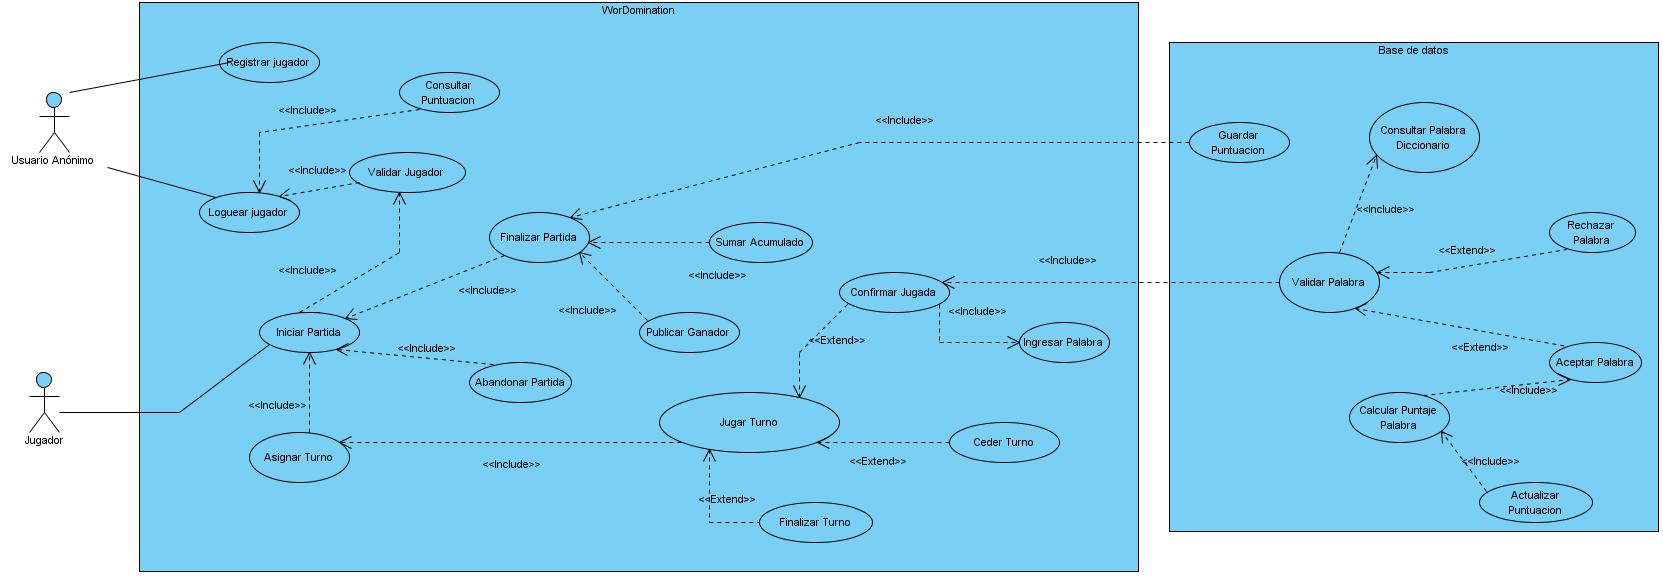 WorDomination
Base de datos
Registrar jugador
Consultar
Puntuacion
<<Include>>
<<Include>>
Guardar
Puntuacion
Consultar Palabra
Diccionario
Usuario Anónimo
<<Include>>
Validar Jugador
Loguear jugador
<<Include>>
Rechazar
Palabra
Finalizar Partida
Sumar Acumulado
<<Extend>>
<<Include>>
<<Include>>
<<Include>>
Validar Palabra
<<Include>>
Confirmar Jugada
<<Include>>
<<Include>>
Iniciar Partida
Publicar Ganador
<<Extend>>
Ingresar Palabra
<<Include>>
<<Extend>>
Aceptar Palabra
Abandonar Partida
<<Include>>
Jugador
<<Include>>
Calcular Puntaje
Palabra
Jugar Turno
Ceder Turno
Asignar Turno
<<Include>>
<<Extend>>
<<Include>>
<<Extend>>
Actualizar
Puntuacion
Finalizar Turno